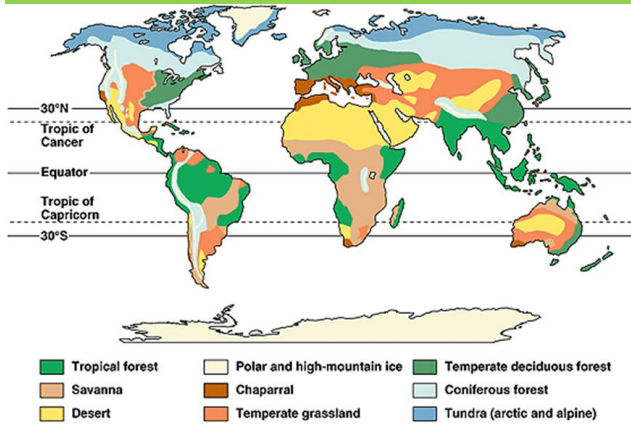 30°N
Tropic of
Cancer
Equator
Tropic of
Capricorn
30°S
Tropical forest
Savanna
Desert
Polar and high-mountain ice
Chaparral
Temperate grassland
Temperate deciduous forest
Coniferous forest
Tundra (arctic and alpine)